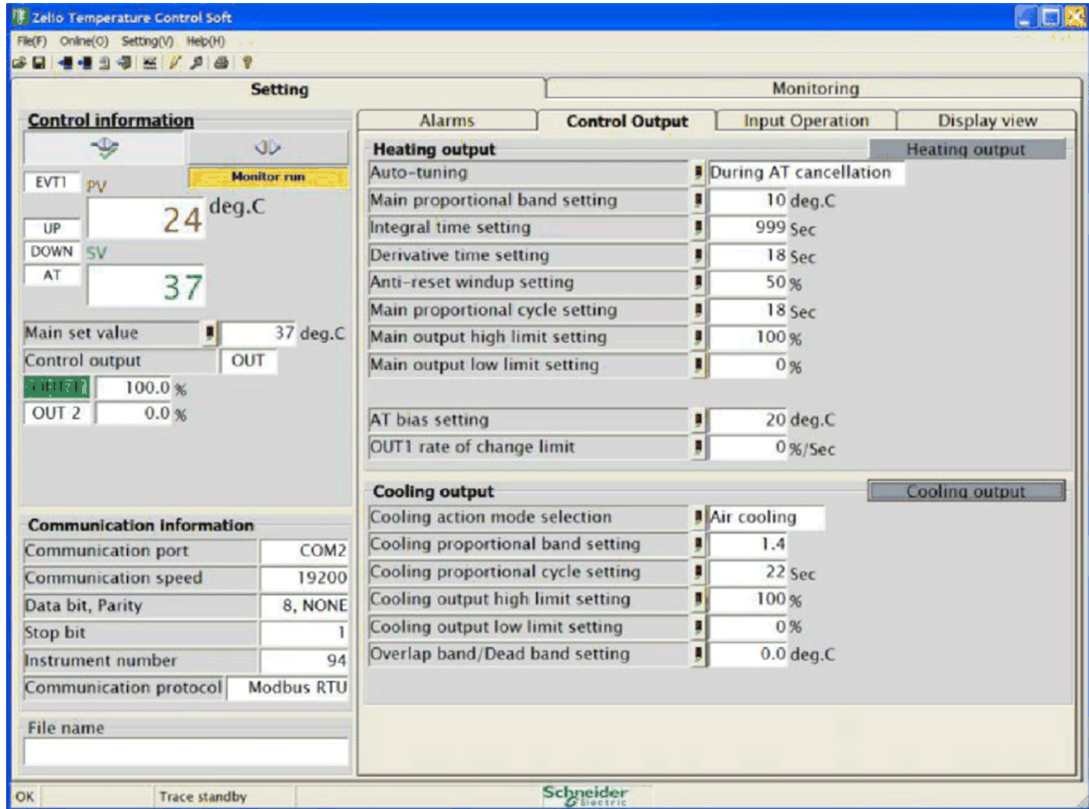 Zelio Temperature Control Soft
File(F) Online(O) Setting(V) Help(H)
Setting Monitoring
Control information
Monitor run
EVT1 PV
24 deg.C
UP
DOWN SV
AT
37
Main set value 37 deg.C
Control output OUT
100.0 %
OUT 2 0.0 %
Communication information
Communication port COM2
Communication speed 19200
Data bit, Parity 8, NONE
Stop bit 1
Instrument number 94
Communication protocol Modbus RTU
File name
Alarms Control Output Input Operation Display view
Heating output Heating output
Auto-tuning During AT cancellation
Main proportional band setting 10 deg.C
Integral time setting 999 Sec
Derivative time setting 18 Sec
Anti-reset windup setting 50 %
Main proportional cycle setting 18 Sec
Main output high limit setting 100 %
Main output low limit setting 0 %
AT bias setting 20 deg.C
OUT1 rate of change limit 0 %/Sec
Cooling output Cooling output
Cooling action mode selection Air cooling
Cooling proportional band setting 1.4
Cooling proportional cycle setting 22 Sec
Cooling output high limit setting 100 %
Cooling output low limit setting 0 %
Overlap band/Dead band setting 0.0 deg.C
OK Trace standby Schneider Electric